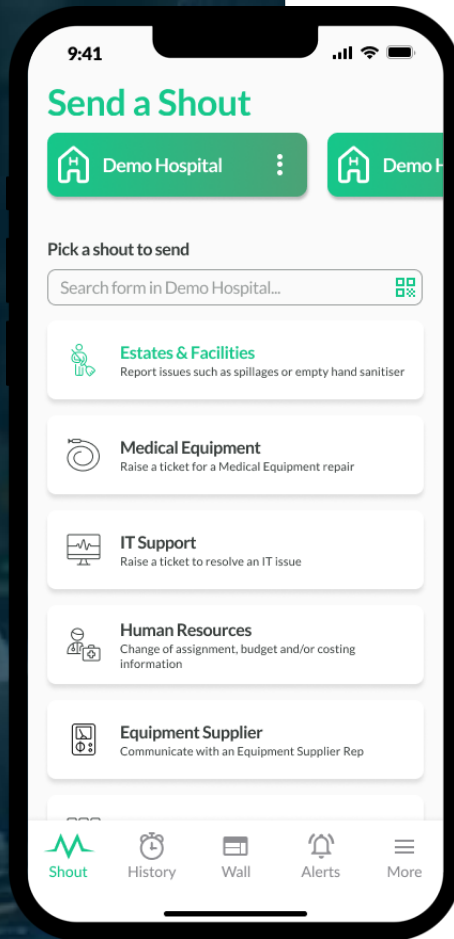 9:41
Send a Shout
Demo Hospital
Demo H
Pick a shout to send
Search form in Demo Hospital...
Estates & Facilities
Report issues such as spillages or empty hand sanitiser
Medical Equipment
Raise a ticket for a Medical Equipment repair
IT Support
Raise a ticket to resolve an IT issue
Human Resources
Change of assignment, budget and/or costing
information
Equipment Supplier
Communicate with an Equipment Supplier Rep
Shout
History
Wall
Alerts
More